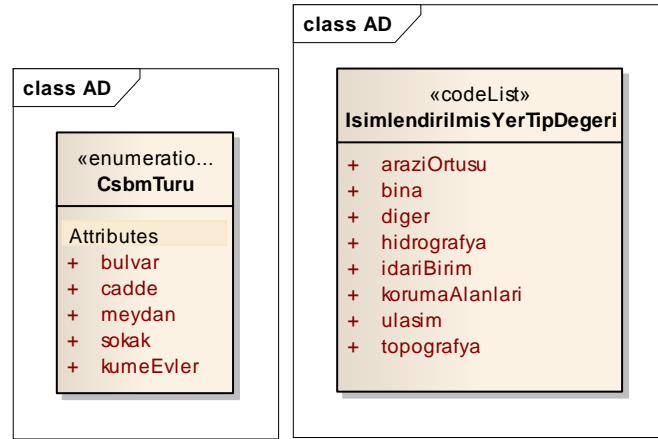 class AD
«enumeratio...
CsbmTuru
Attributes
+ bulvar
+ cadde
+ meydan
+ sokak
+ kumeEvler
class AD
«codeList»
IsimlendirilmisYerTipDegeri
+ araziOrtusu
+ bina
+ diger
+ hidrografya
+ idariBirim
+ korumaAlanlari
+ ulasim
+ topografya